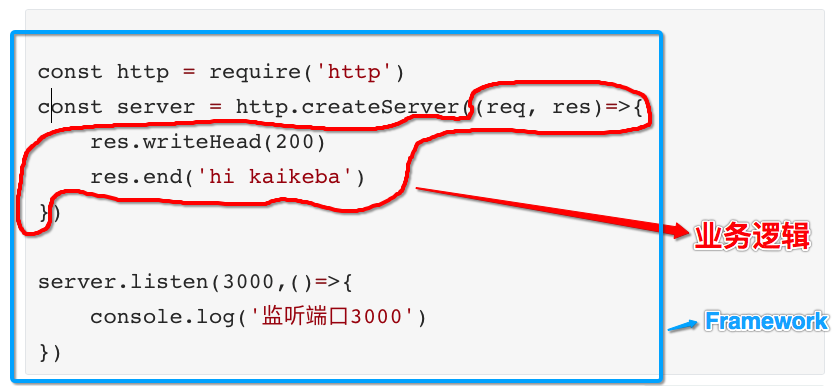 const http = require('http')
const server = http.createServer((req, res)=>{
    res.writeHead(200)
    res.end('hi kaikeba')
})
业务逻辑
server.listen(3000,()=>{
    console.log('监听端口3000')
})
Framework